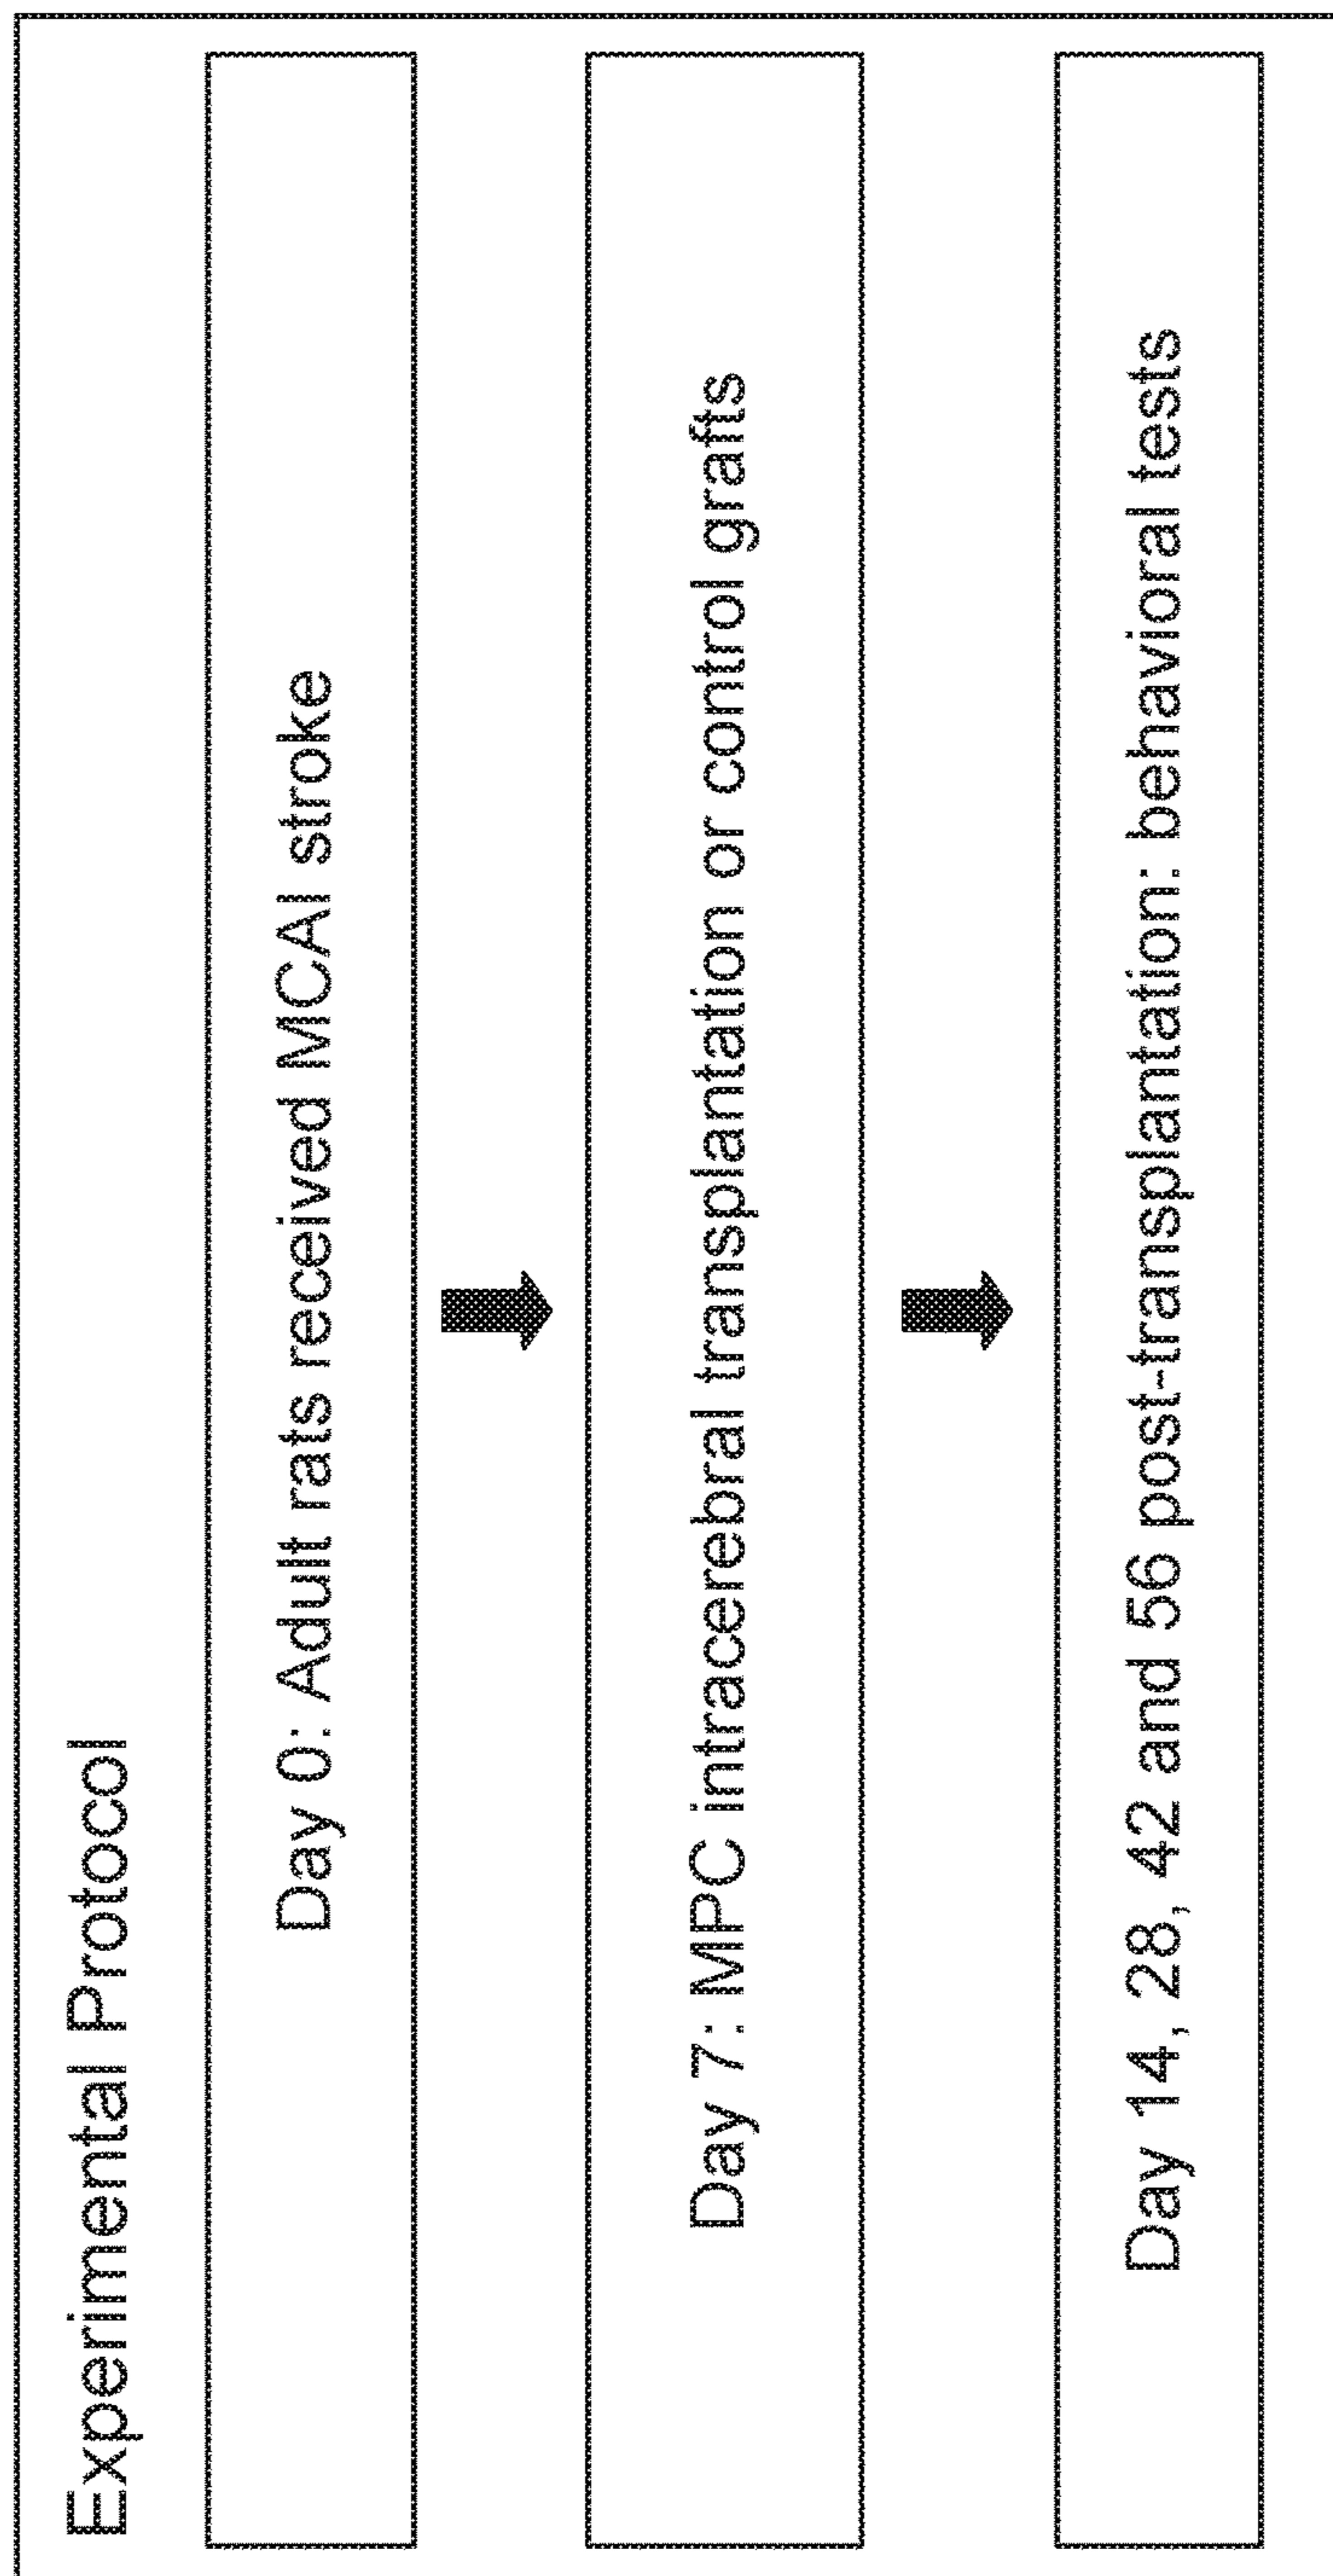 Experimental Protocol
Day 0: Adult rats received MCAl stroke
Day 7: MPC intracerebral transplantation or control grafts
Day 14, 28, 42 and 56 post-transplantation: behavioral tests